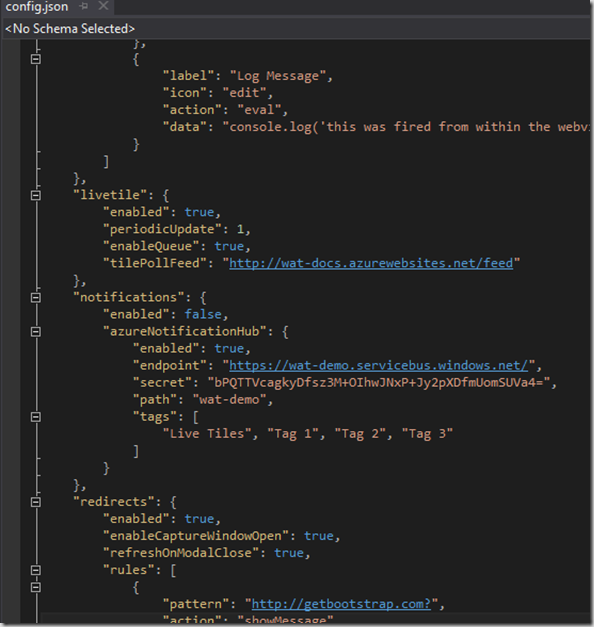 config.json
<No Schema Selected>
},
{
"label": "Log Message",
"icon": "edit",
"action": "eval",
"data": "console.log('this was fired from within the webv
}
]
},
"livetile": {
"enabled": true,
"periodicUpdate": 1,
"enableQueue": true,
"tilePollFeed": "http://wat-docs.azurewebsites.net/feed"
},
"notifications": {
"enabled": false,
"azureNotificationHub": {
"enabled": true,
"endpoint": "https://wat-demo.servicebus.windows.net/",
"secret": "bPQTTVcagkyDfsz3M+OIhwJNxP+Jy2pXDfmUomSUVa4=",
"path": "wat-demo",
"tags": [
"Live Tiles", "Tag 1", "Tag 2", "Tag 3"
]
}
},
"redirects": {
"enabled": true,
"enableCaptureWindowOpen": true,
"refreshOnModalClose": true,
"rules": [
{
"pattern": "http://getbootstrap.com?",
"action": "showMessage"